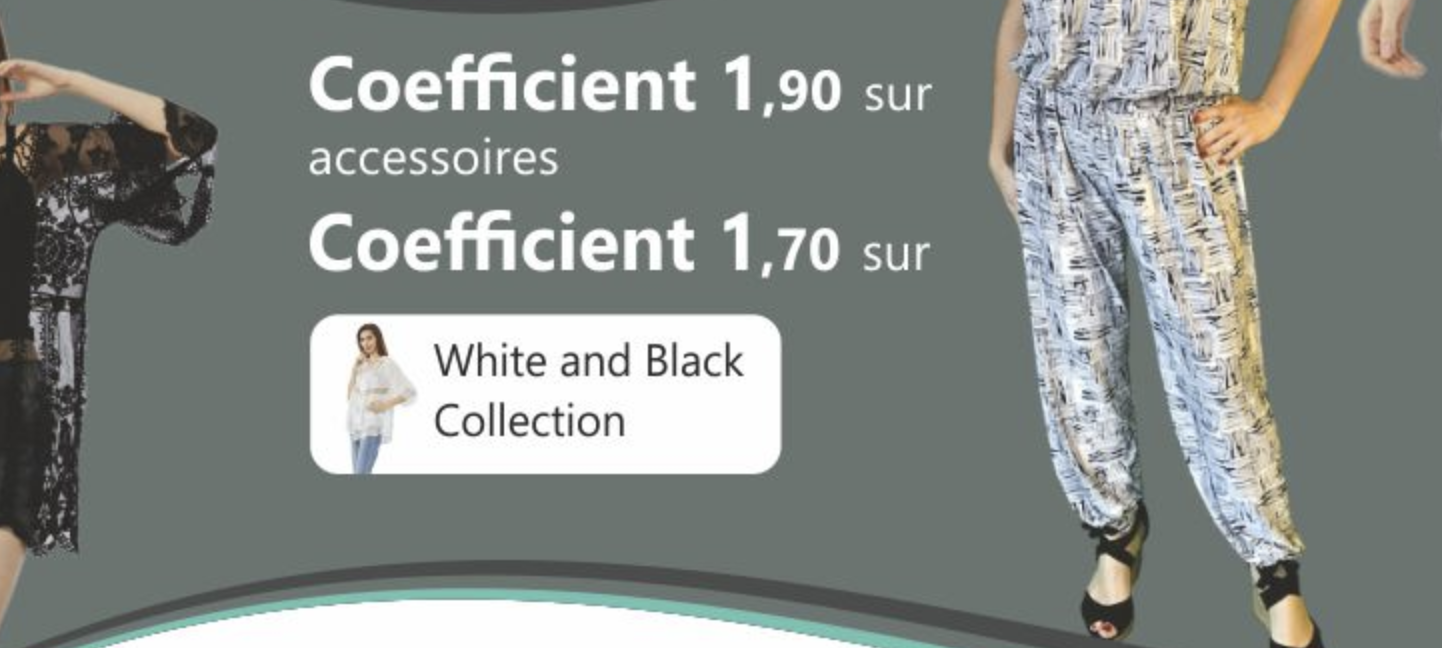 Coefficient 1,90 sur
accessoires
Coefficient 1,70 sur
White and Black
Collection